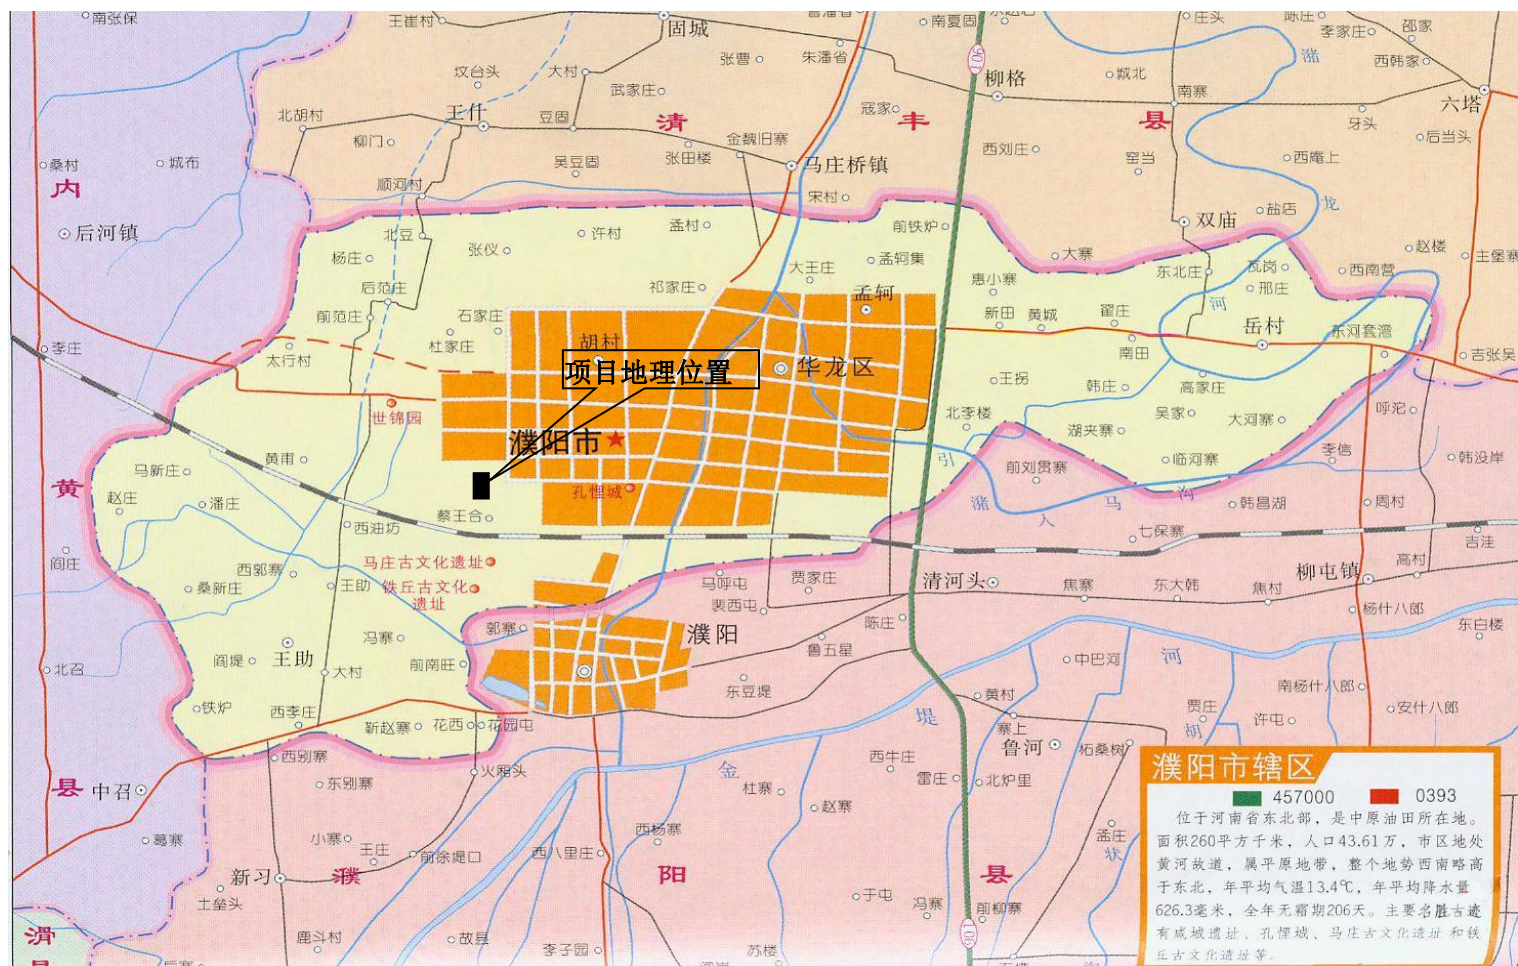 南张保
王崔村
固城
南夏固
庄头
陈庄
李家庄
邵家
西韩家
坟台头
大村
张曹
朱潘省
106
柳格
城北
潴
武家庄
南寨
六塔
北胡村
王什
豆固
清
寇家
丰
县
牙头
后当头
柳门
金魏旧寨
张田楼
西刘庄
窑当
西庵上
桑村
城布
吴豆固
马庄桥镇
内
顺河村
宋村
龙
后河镇
双庙
盐店
北豆
张仪
许村
孟村
前铁炉
赵楼
杨庄
大王庄
孟轲集
大寨
东北庄
瓦岗
西南营
主堡寨
后范庄
祁家庄
孟轲
惠小寨
邢庄
前范庄
石家庄
新田
黄城
翟庄
河
岳村
东河套湾
李庄
太行村
杜家庄
胡村
南田
吉张吴
项目地理位置
华龙区
王拐
韩庄
高家庄
世锦园
北李楼
吴家
大河寨
呼沱
濮阳市
湖夹寨
李信
马新庄
黄甫
引
前刘贯寨
临河寨
韩没岸
黄
赵庄
潘庄
孔悝城
潴
马
沟
韩昌湖
周村
西油坊
蔡王合
入
七保寨
吉洼
阎庄
马庄古文化遗址
西郭寨
高村
桑新庄
王助
铁丘古文化
遗址
马呼屯
贾家庄
清河头
焦寨
东大韩
焦村
柳屯镇
裴西屯
杨什八郎
郭寨
濮阳
陈庄
东白楼
冯寨
鲁五星
阎堤
王助
前南旺
中巴河
河
北召
大村
东豆堤
南杨什八郎
铁炉
西李庄
靳赵寨
花西
花园屯
黄村
堤
贾庄
许屯
安什八郎
寨上
胡
西别寨
鲁河
柘桑树
火厢头
金
西牛庄
濮阳市辖区
县
中召
东别寨
杜寨
雷庄
北炉里
457000
0393
赵寨
位于河南省东北部，是中原油田所在地。
面积260平方千米，人口43.61万，市区地处
黄河故道，属平原地带，整个地势西南略高
于东北，年平均气温13.4℃，年平均降水量
626.3毫米，全年无霜期206天。主要名胜古迹
有咸城遗址、孔悝城、马庄古文化遗址和铁
丘古文化遗址等。
葛寨
小寨
王庄
西杨寨
孟庄
前徐堤口
西八里庄
状
新习
濮
阳
县
土垒头
于屯
冯寨
前柳寨
滑
县
鹿斗村
故县
李子园
苏楼
106
后寨